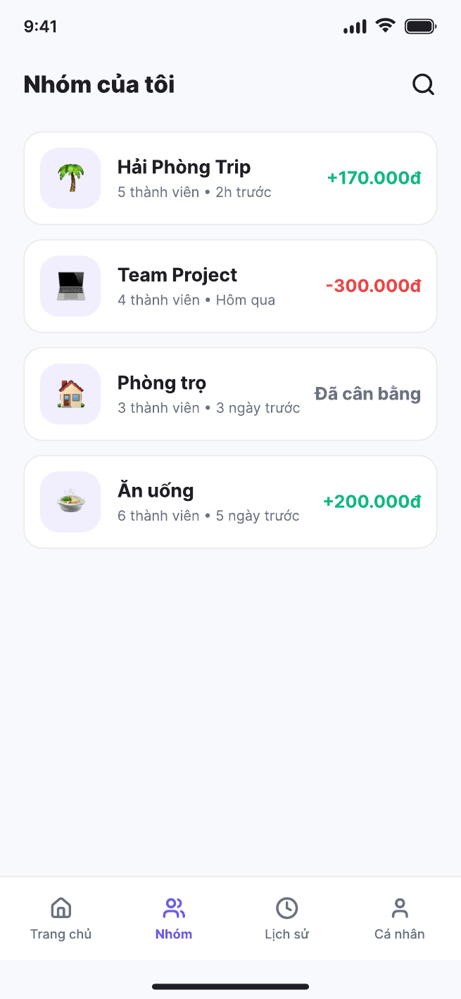 9:41
Nhóm của tôi
Hải Phòng Trip
5 thành viên • 2h trước
+170.000đ
Team Project
4 thành viên • Hôm qua
-300.000đ
Phòng trọ
3 thành viên • 3 ngày trước
Đã cân bằng
Ăn uống
6 thành viên • 5 ngày trước
+200.000đ
Trang chủ
Nhóm
Lịch sử
Cá nhân